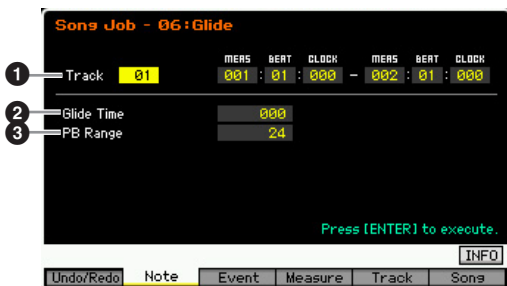 Song Job - 06:Glide
MEAS BEAT CLOCK MEAS BEAT CLOCK
1 Track 01 001 : 01 : 000 - 002 : 01 : 000
2 Glide Time 000
3 PB Range 24
Press [ENTER] to execute.
INFO
Undo/Redo Note Event Measure Track Song